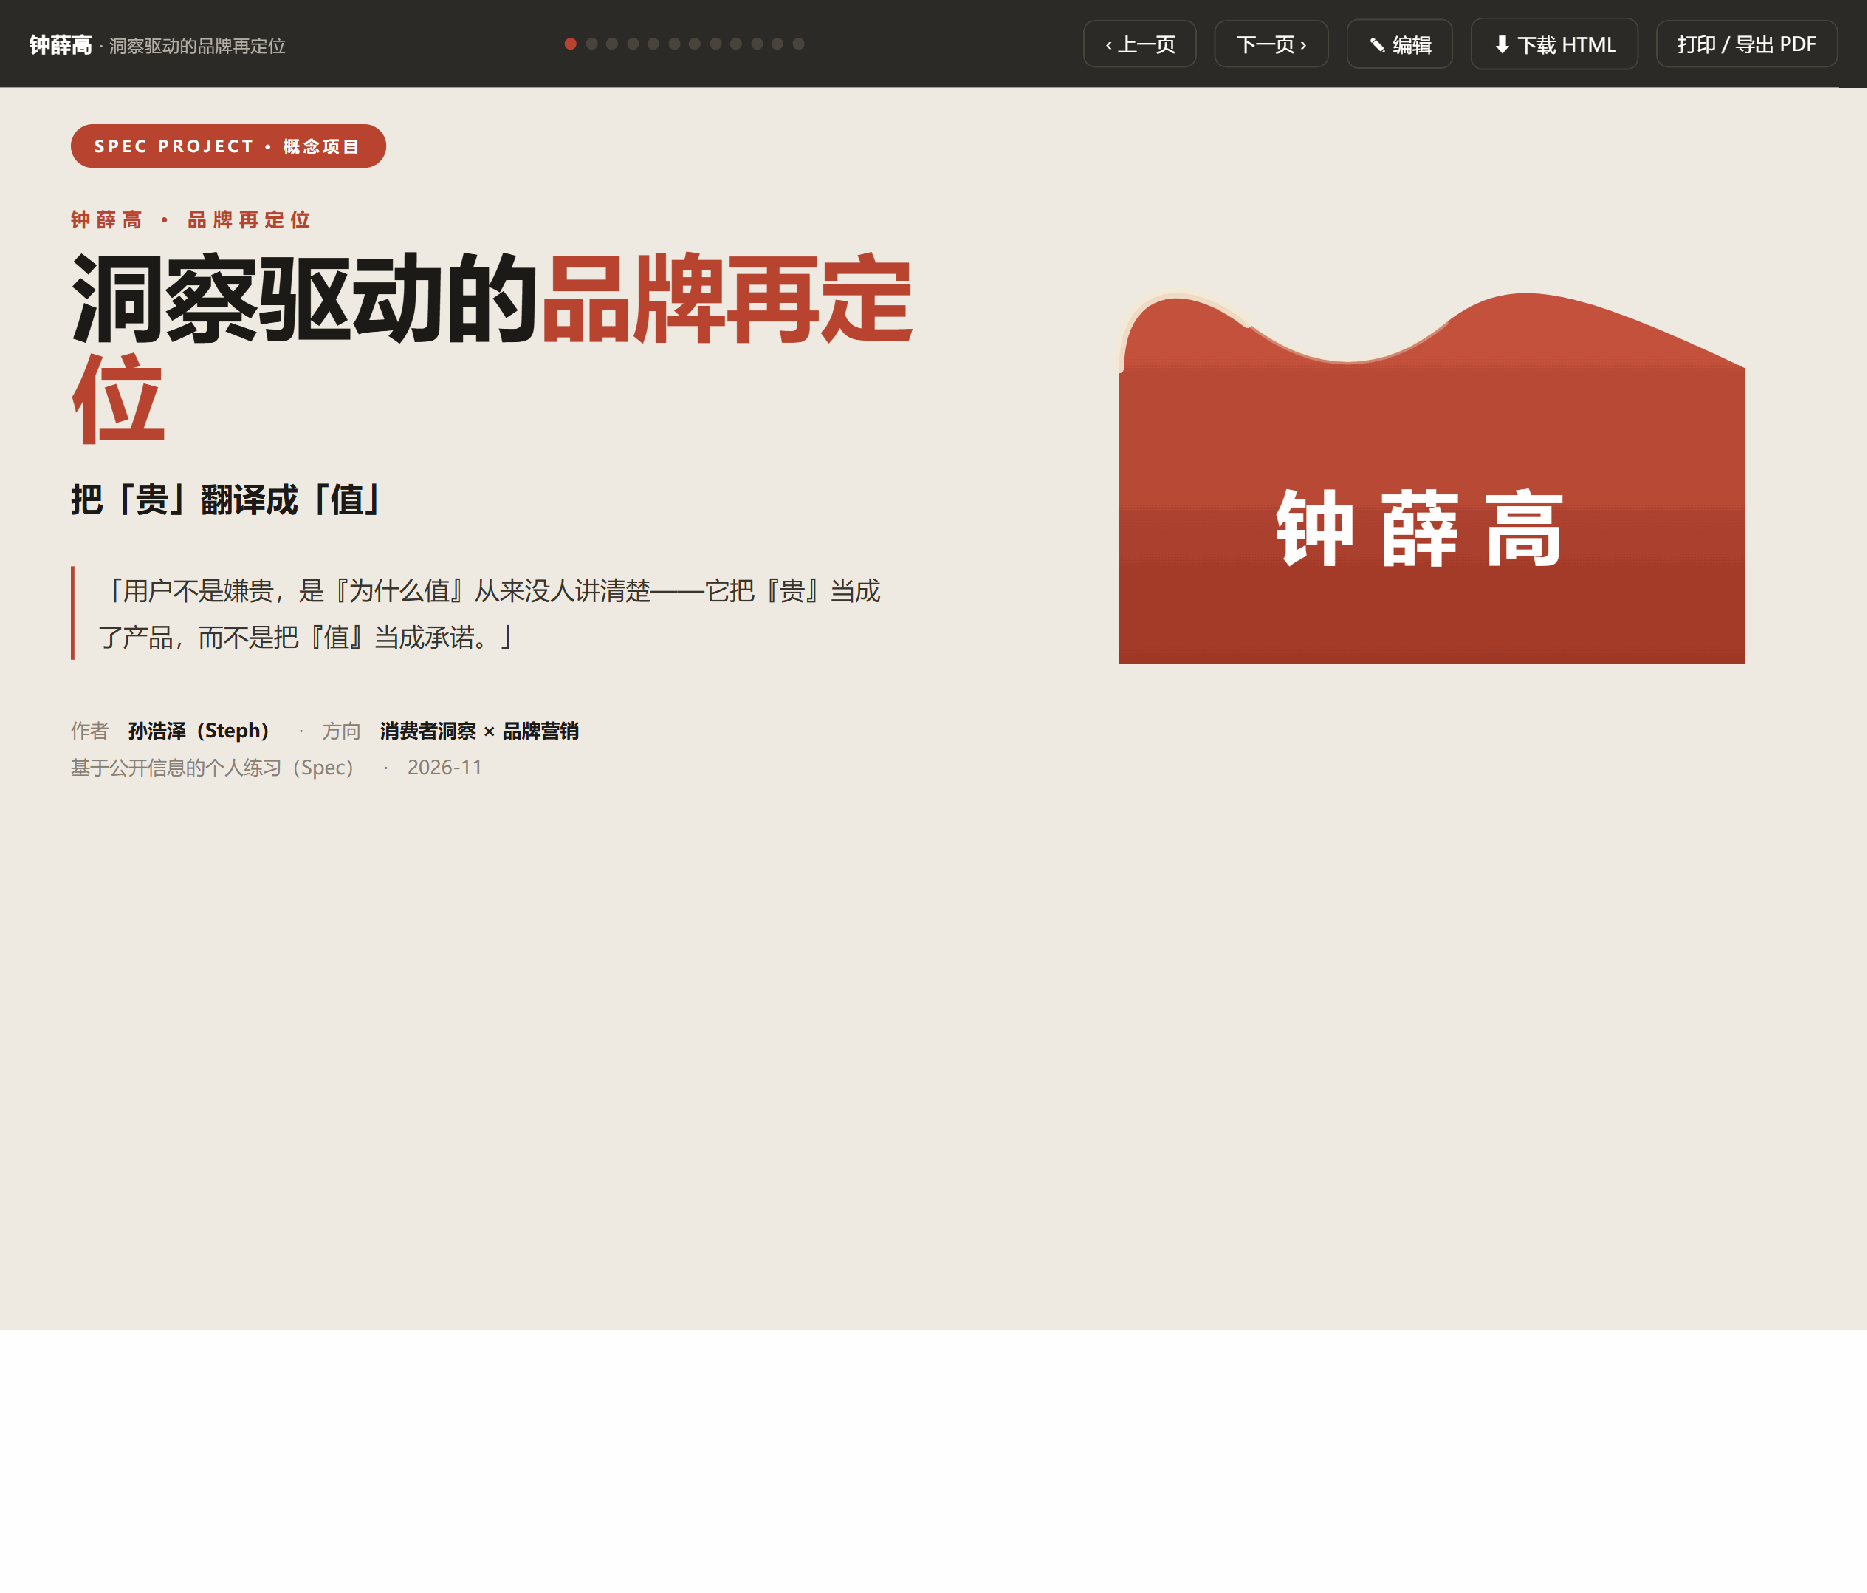 钟薛高 · 洞察驱动的品牌再定位
‹ 上一页
下一页 ›
✎ 编辑
⬇ 下载 HTML
打印 / 导出 PDF
SPEC PROJECT • 概念项目
钟薛高 • 品牌再定位
洞察驱动的品牌再定
位
把「贵」翻译成「值」
「用户不是嫌贵，是『为什么值』从来没人讲清楚——它把『贵』当成
了产品，而不是把『值』当成承诺。」
作者 孙浩泽（Steph） · 方向 消费者洞察 × 品牌营销
基于公开信息的个人练习（Spec） · 2026-11
钟薛高